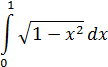 ∫₀¹ √(1 − x²) dx